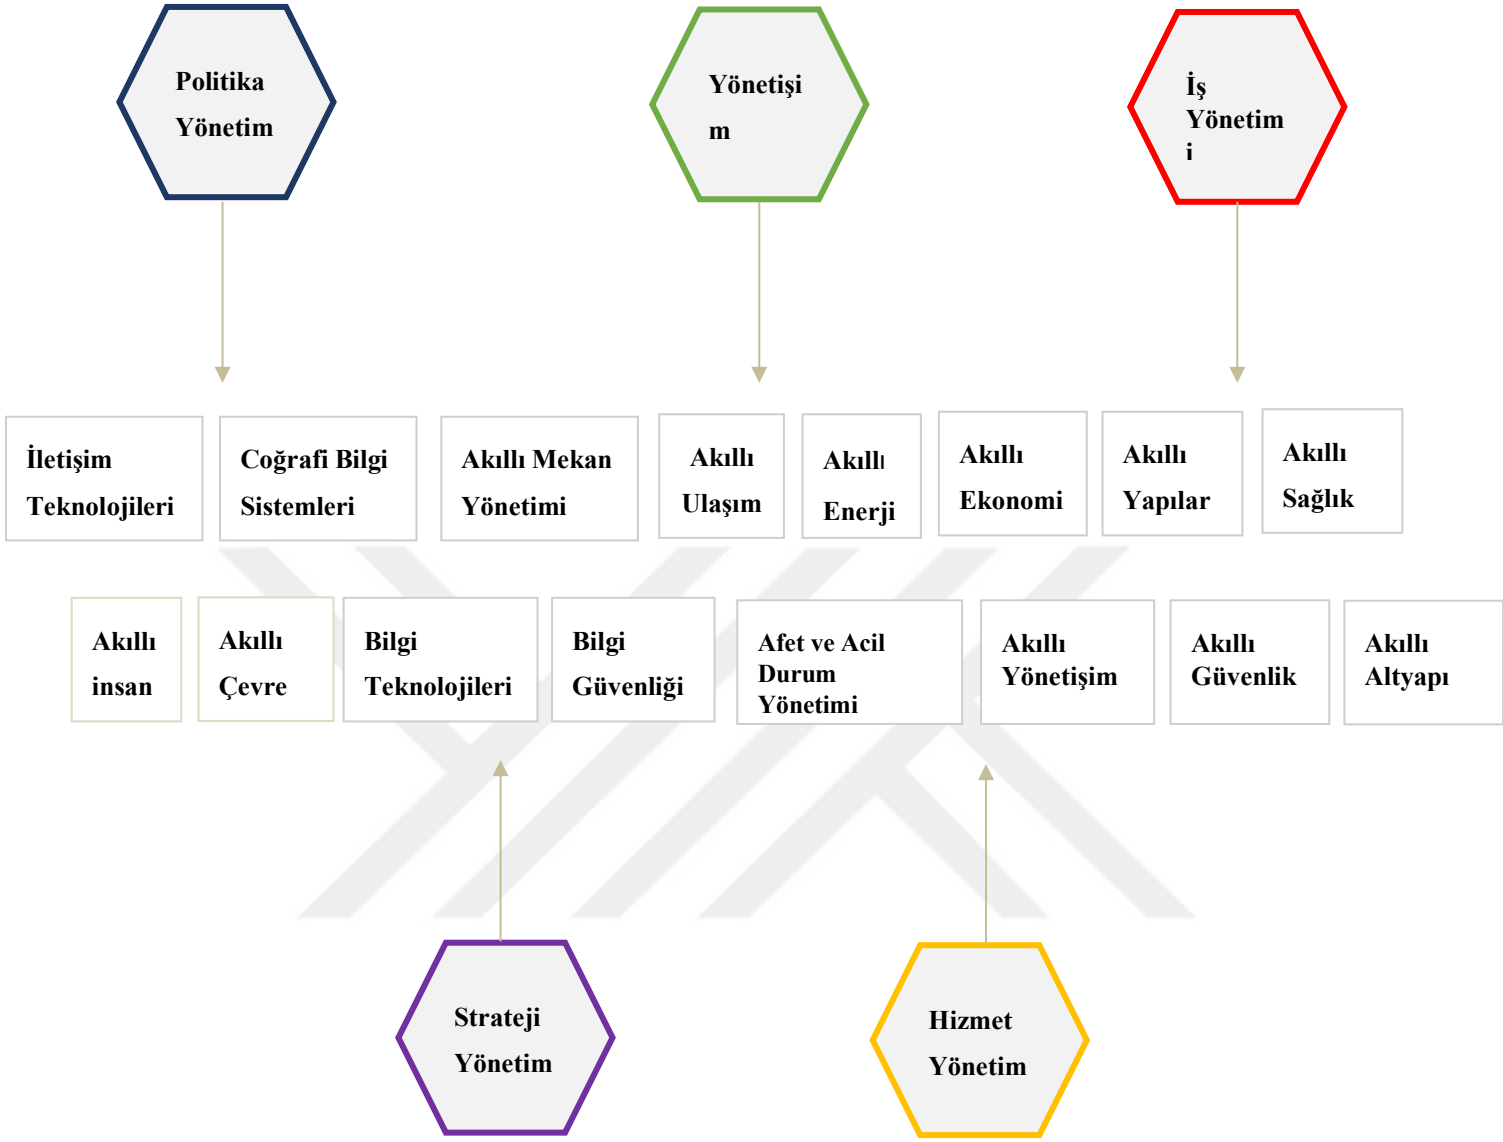 Politika
Yönetim
Yönetişi
m
İş
Yönetim
i
İletişim
Teknolojileri
Coğrafi Bilgi
Sistemleri
Akıllı Mekan
Yönetimi
Akıllı
Ulaşım
Akıllı
Enerji
Akıllı
Ekonomi
Akıllı
Yapılar
Akıllı
Sağlık
Akıllı
insan
Akıllı
Çevre
Bilgi
Teknolojileri
Bilgi
Güvenliği
Afet ve Acil
Durum
Yönetimi
Akıllı
Yönetişim
Akıllı
Güvenlik
Akıllı
Altyapı
Strateji
Yönetim
Hizmet
Yönetim